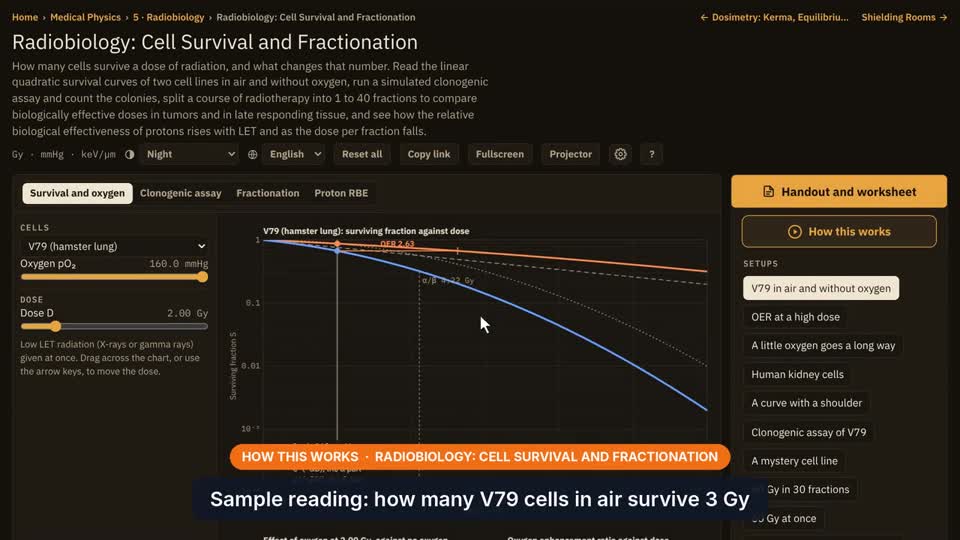 Home › Medical Physics › 5 · Radiobiology › Radiobiology: Cell Survival and Fractionation
← Dosimetry: Kerma, Equilibriu... Shielding Rooms →
Radiobiology: Cell Survival and Fractionation
How many cells survive a dose of radiation, and what changes that number. Read the linear
quadratic survival curves of two cell lines in air and without oxygen, run a simulated clonogenic
assay and count the colonies, split a course of radiotherapy into 1 to 40 fractions to compare
biologically effective doses in tumors and in late responding tissue, and see how the relative
biological effectiveness of protons rises with LET and as the dose per fraction falls.
Gy · mmHg · keV/µm Night English Reset all Copy link Fullscreen Projector ?
Survival and oxygen Clonogenic assay Fractionation Proton RBE
CELLS
V79 (hamster lung)
Oxygen pO₂ 160.0 mmHg
DOSE
Dose D 2.00 Gy
Low LET radiation (X-rays or gamma rays)
given at once. Drag across the chart, or use
the arrow keys, to move the dose.
V79 (hamster lung): surviving fraction against dose
1
OER 2.63
α/β 4.22 Gy
0.1
0.01
Surviving fraction S
Handout and worksheet
How this works
SETUPS
V79 in air and without oxygen
OER at a high dose
A little oxygen goes a long way
Human kidney cells
A curve with a shoulder
Clonogenic assay of V79
A mystery cell line
Gy in 30 fractions
Gy at once
HOW THIS WORKS · RADIOBIOLOGY: CELL SURVIVAL AND FRACTIONATION
Sample reading: how many V79 cells in air survive 3 Gy